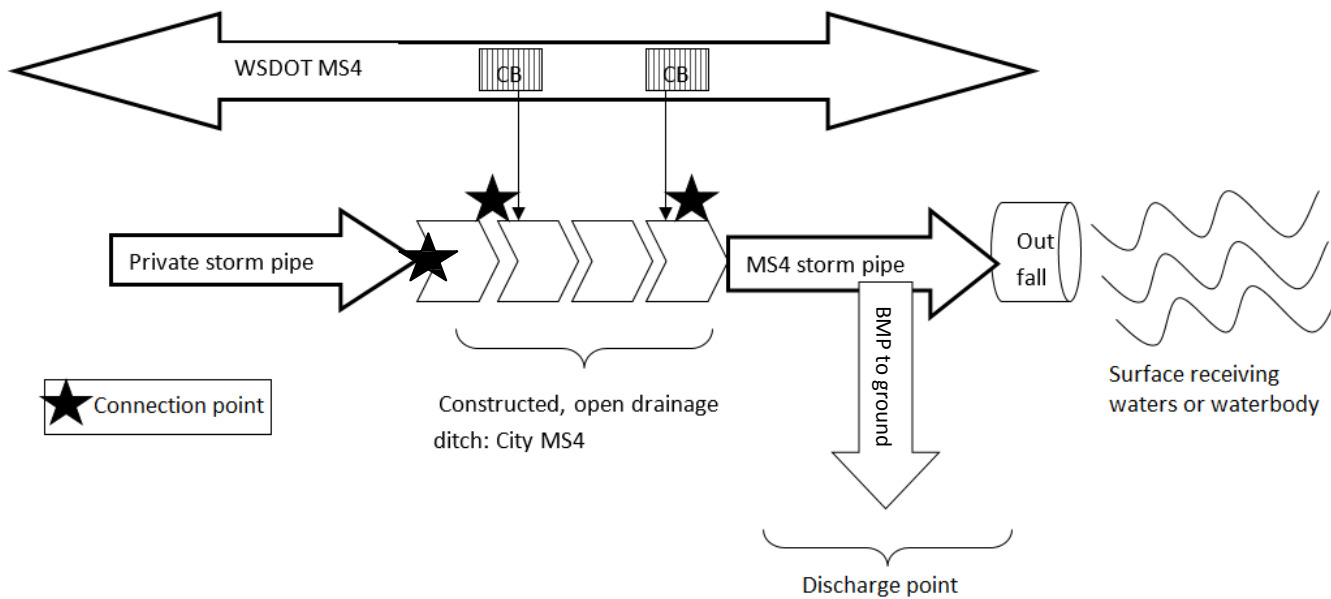 WSDOT MS4
CB
CB
Private storm pipe
MS4 storm pipe
Out
fall
BMP to ground
Connection point
Constructed, open drainage
ditch: City MS4
Surface receiving
waters or waterbody
Discharge point